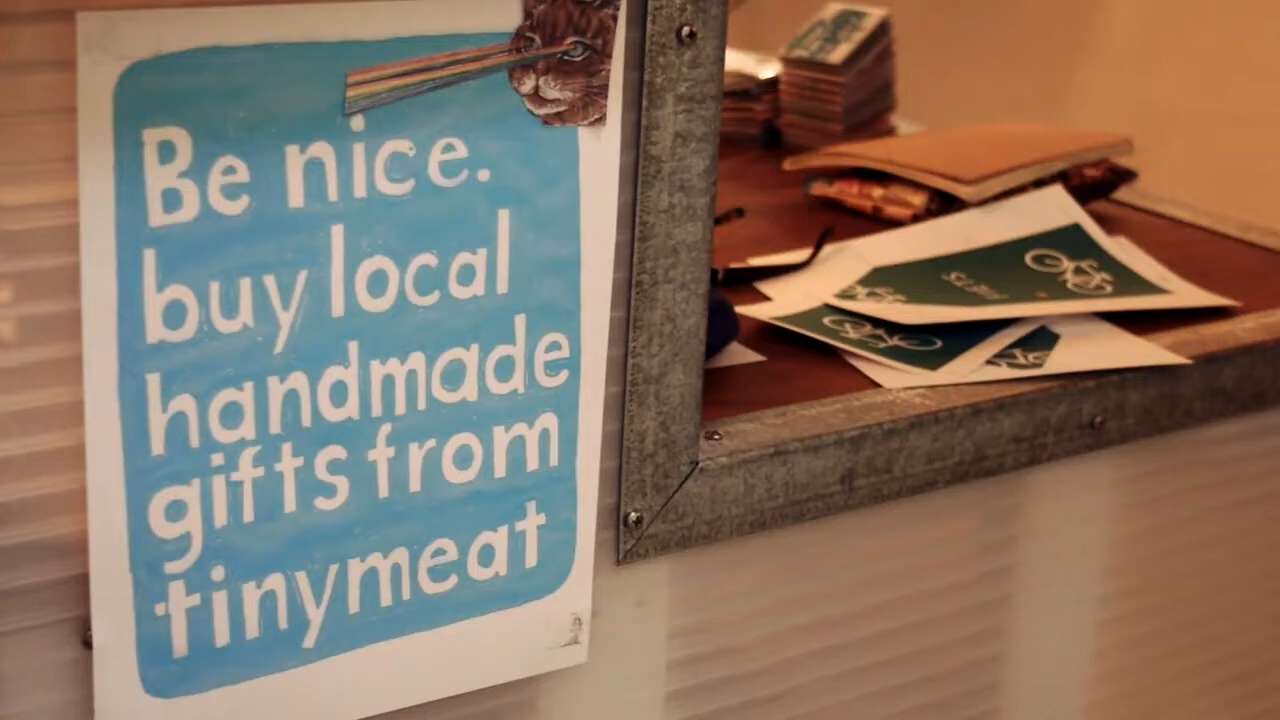 Be nice.
buy local
handmade
gifts from
tinymeat